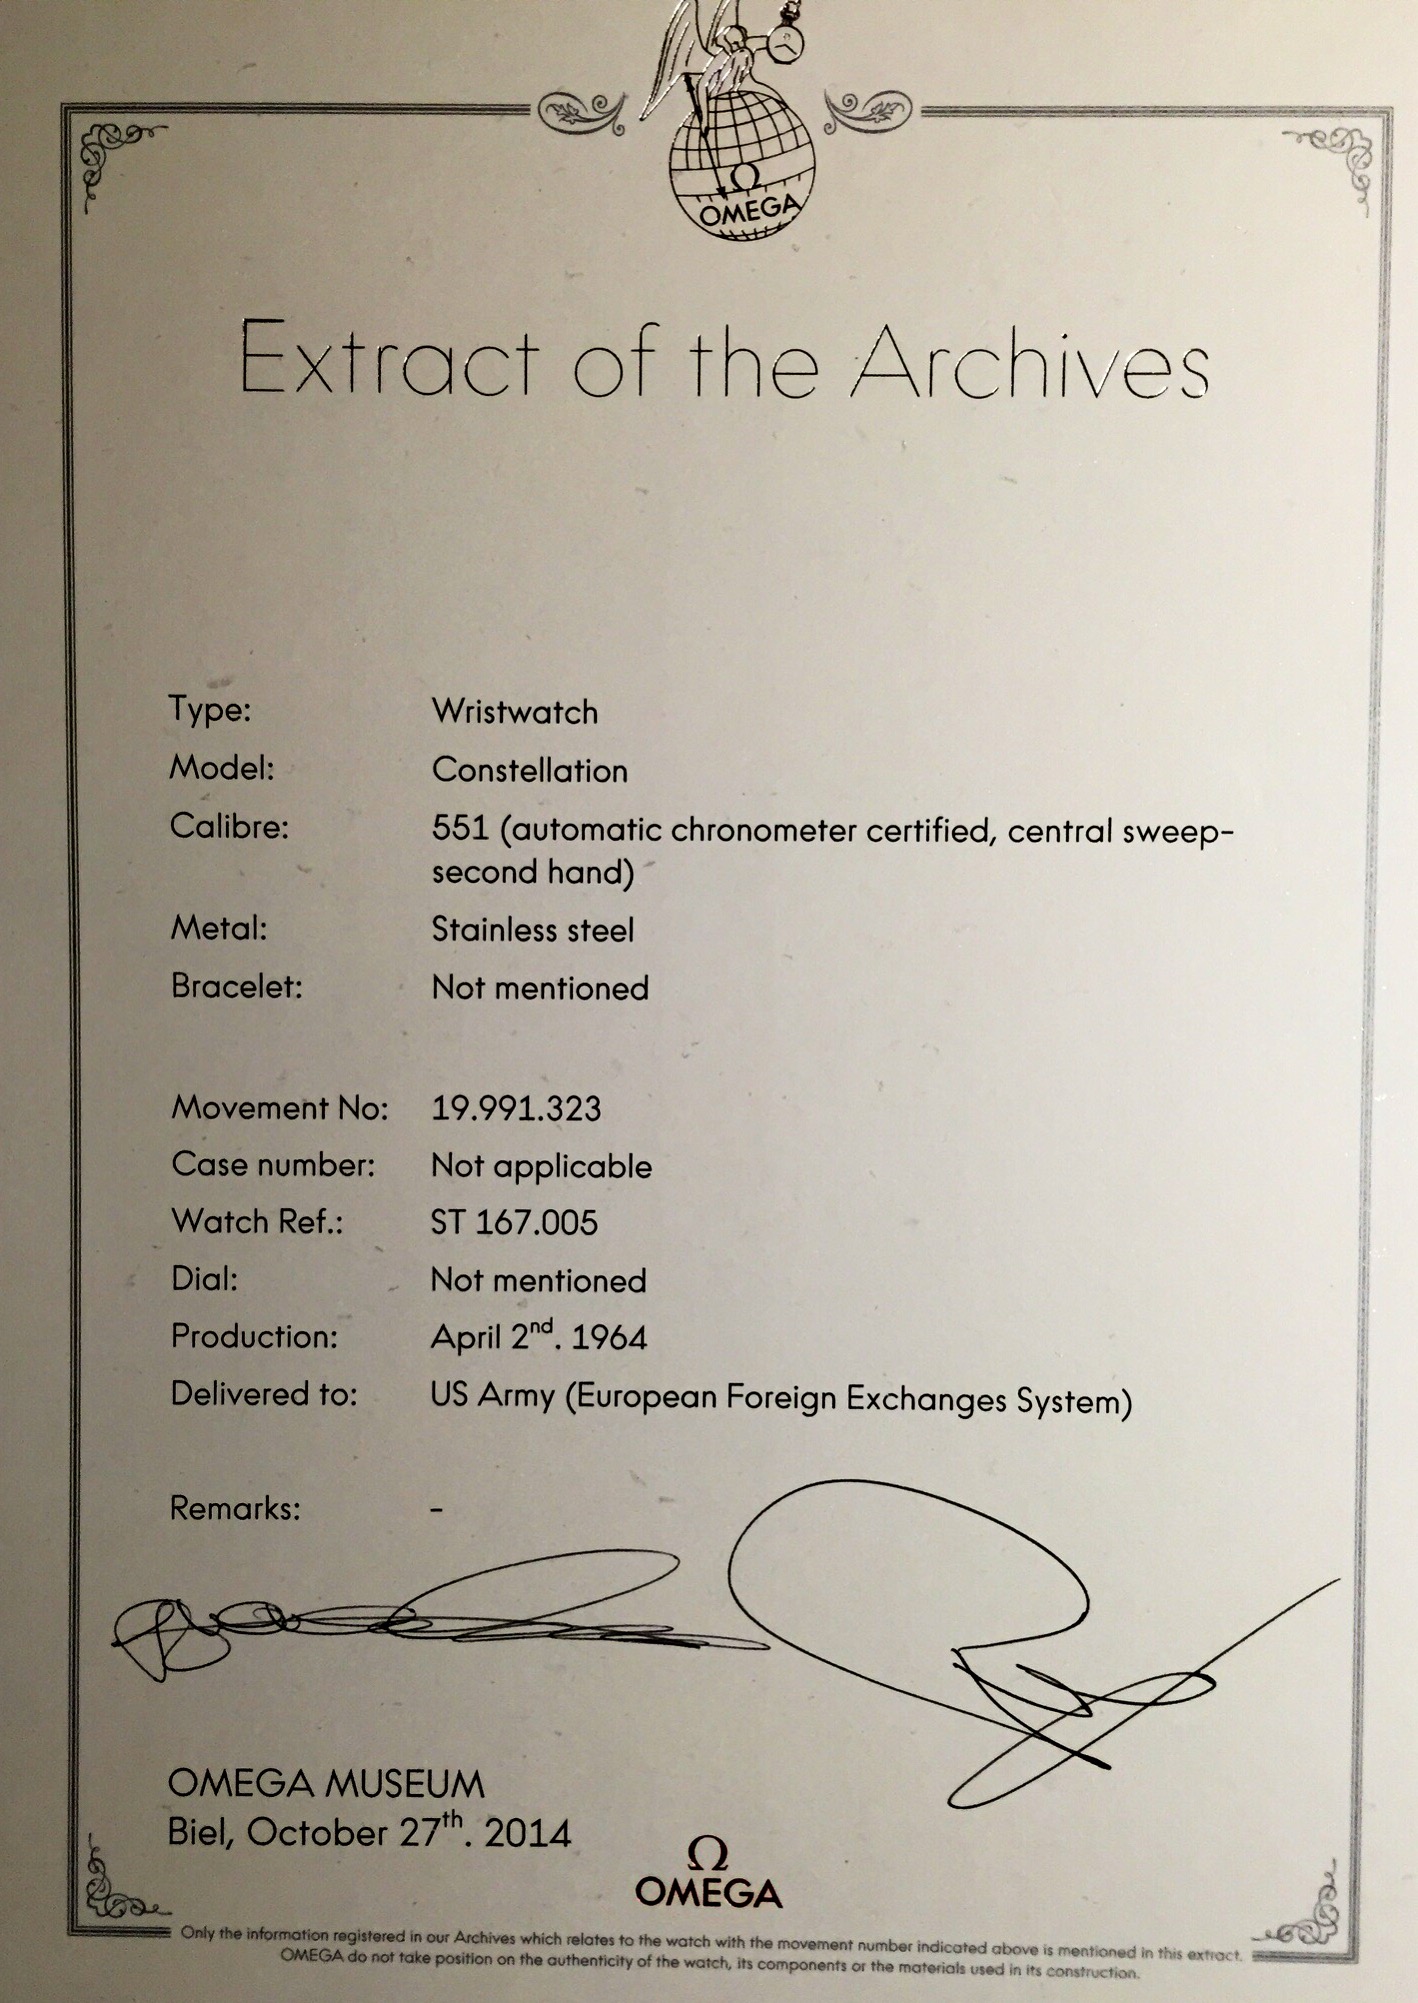 Ω
OMEGA
Extract of the Archives
Type: Wristwatch
Model: Constellation
Calibre: 551 (automatic chronometer certified, central sweep-
second hand)
Metal: Stainless steel
Bracelet: Not mentioned
Movement No: 19.991.323
Case number: Not applicable
Watch Ref.: ST 167.005
Dial: Not mentioned
Production: April 2nd. 1964
Delivered to: US Army (European Foreign Exchanges System)
Remarks: -
OMEGA MUSEUM
Biel, October 27th. 2014
Ω
OMEGA
Only the information registered in our Archives which relates to the watch with the movement number indicated above is mentioned in this extract.
OMEGA do not take position on the authenticity of the watch, its components or the materials used in its construction.